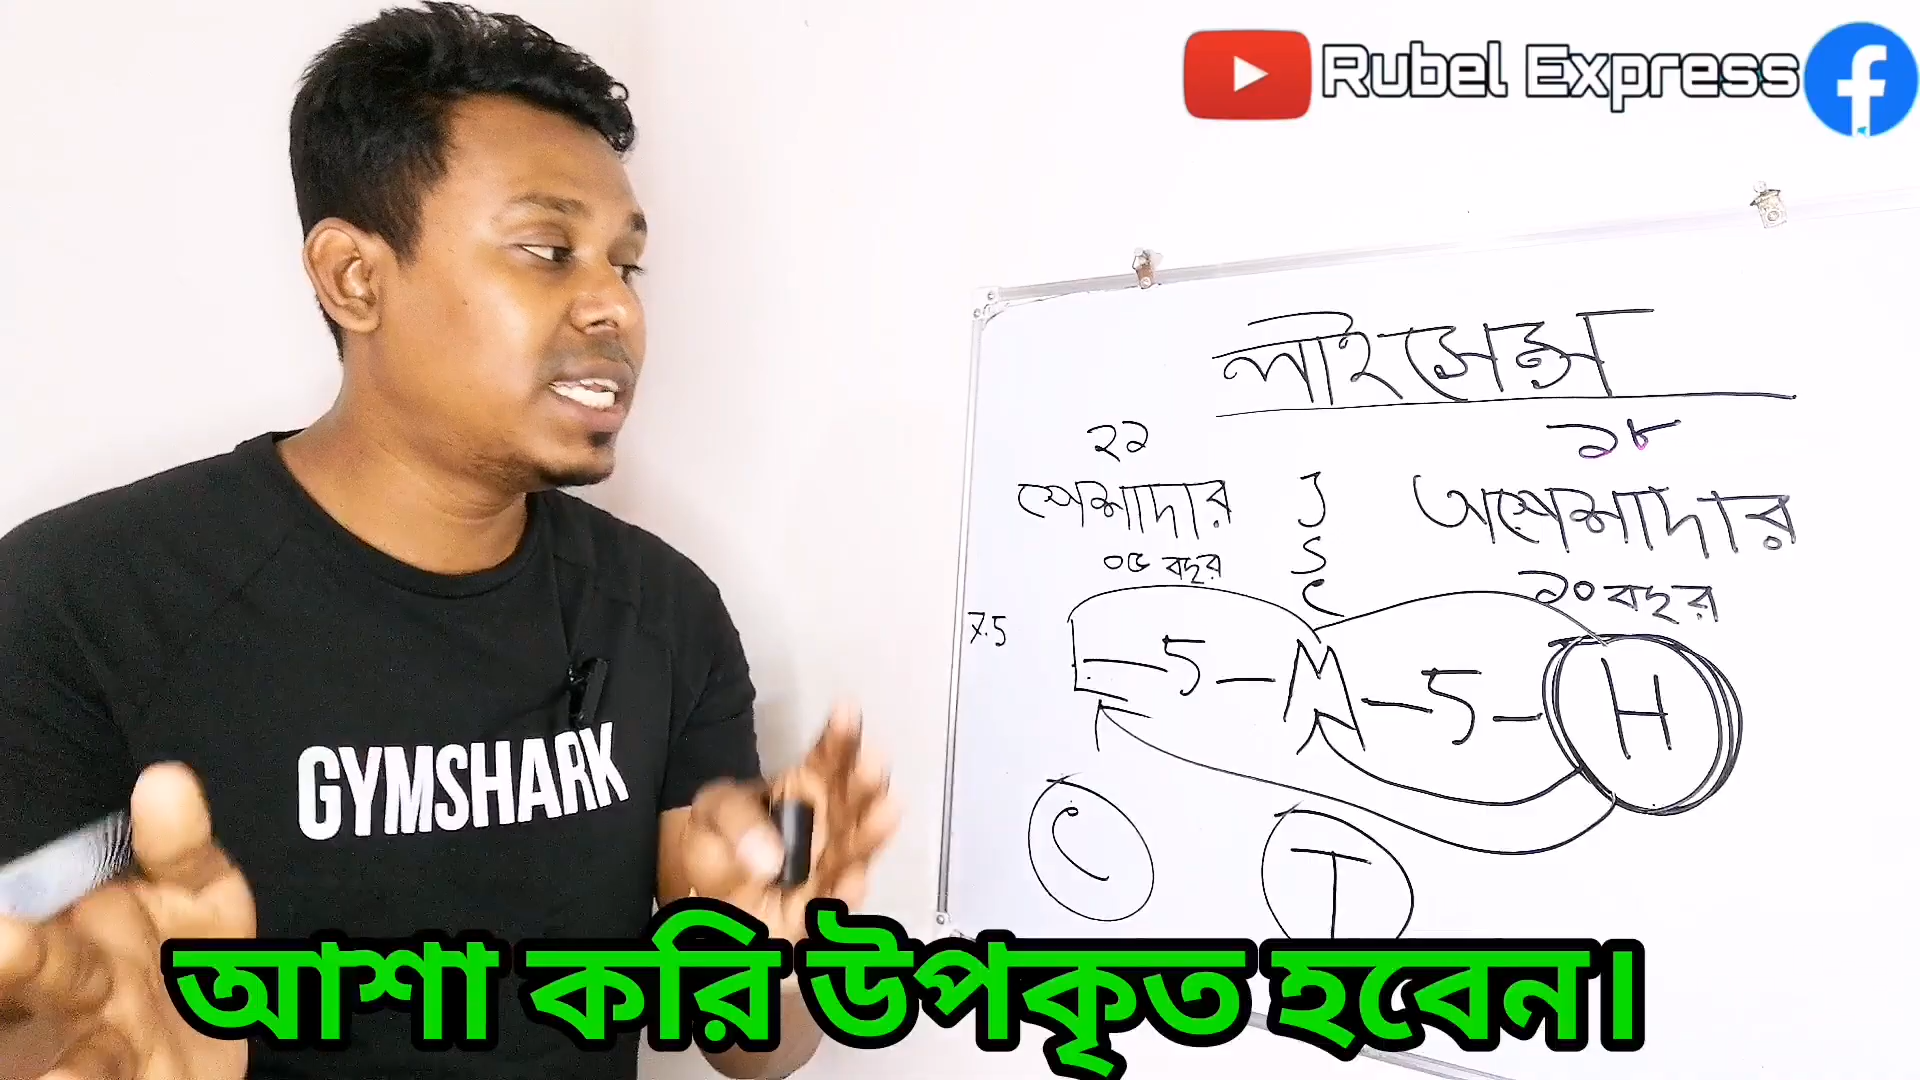 Rubel Express
লাইসেন্স
২১
১৮
পেশাদার
J
অপেশাদার
০৫ বছর
S
১০ বছর
C
7.5
L-5-M-5-H
C
T
GYMSHARK
আশা করি উপকৃত হবেন।